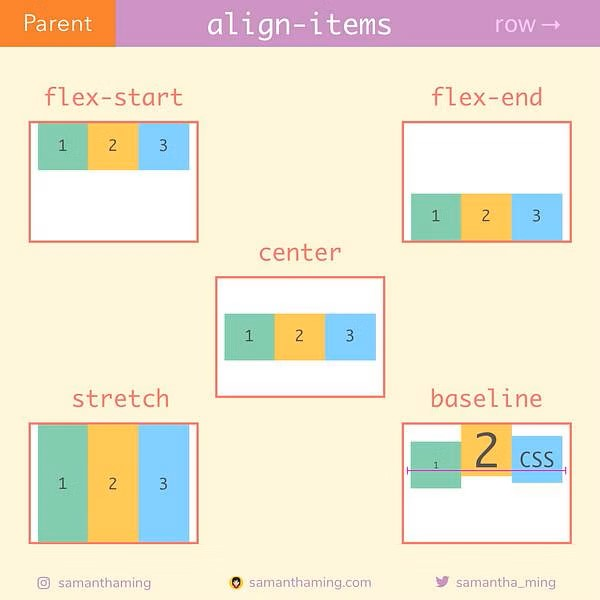 Parent
align-items
row →
flex-start
1 2 3
flex-end
1 2 3
center
1 2 3
stretch
1 2 3
baseline
1 2 CSS
samanthaming
samanthaming.com
samantha_ming